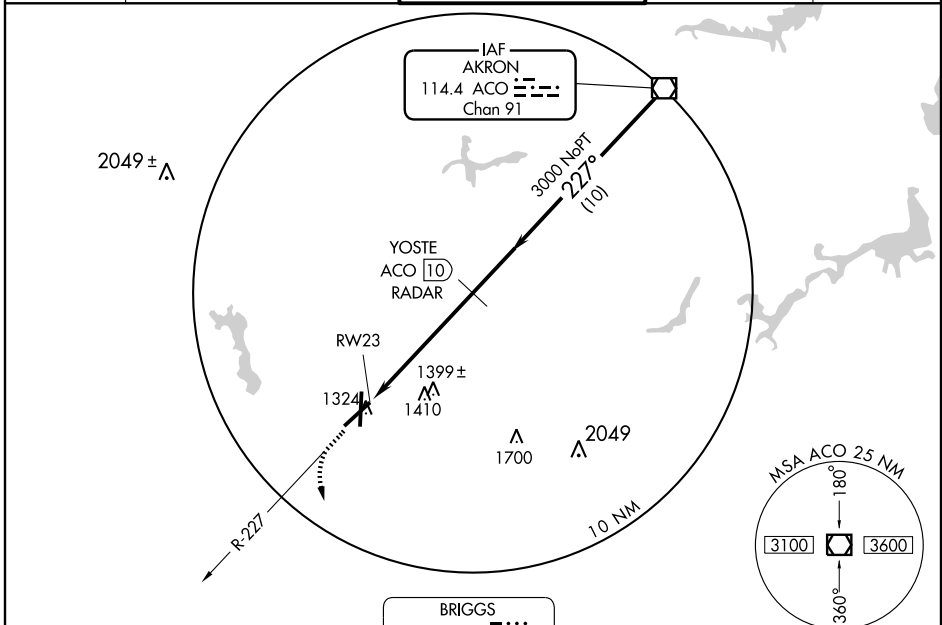 IAF
AKRON
114.4 ACO
Chan 91
2049 ±
3000 NoPT
227°
(10)
YOSTE
ACO 10
RADAR
RW23
1399 ±
1324
1410
1700
2049
10 NM
R-227
MSA ACO 25 NM
180°
3100
3600
360°
BRIGGS